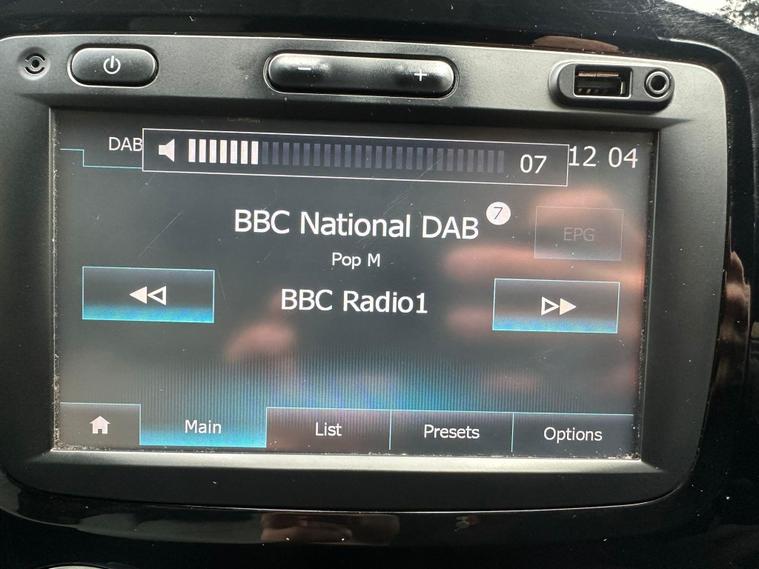 − +
DAB 07 12 04
BBC National DAB 7
EPG
Pop M
BBC Radio1
Main List Presets Options